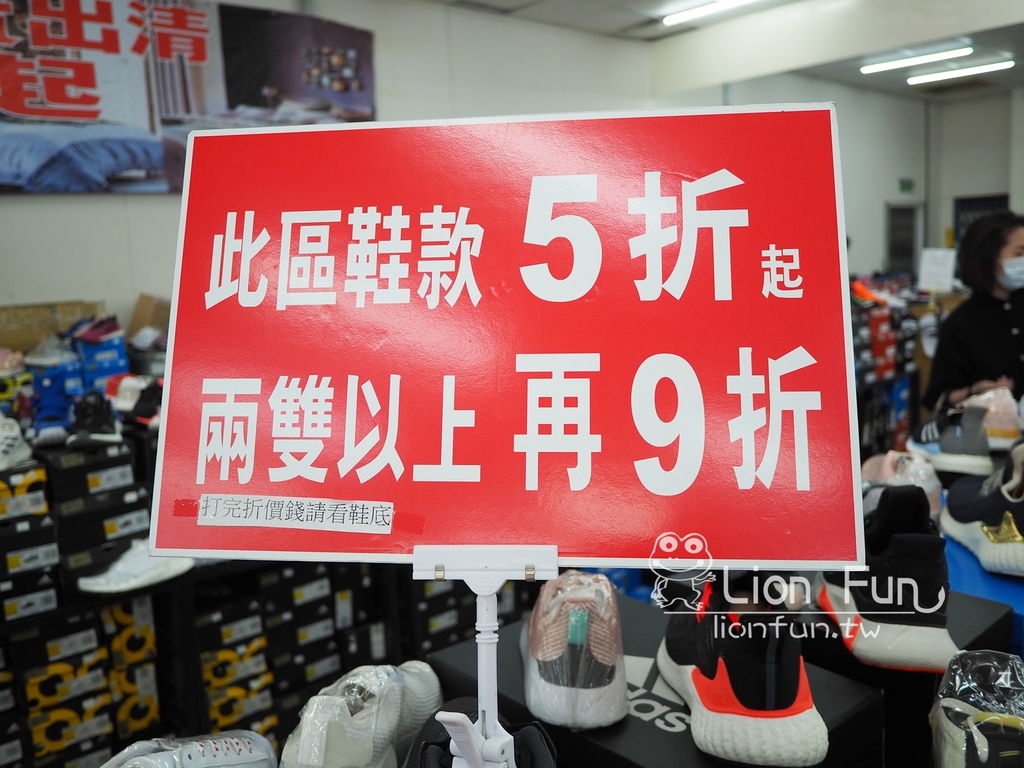 出清
起
此區鞋款5折起
兩雙以上再9折
打完折價錢請看鞋底
Lion Fun
lionfun.tw
adidas